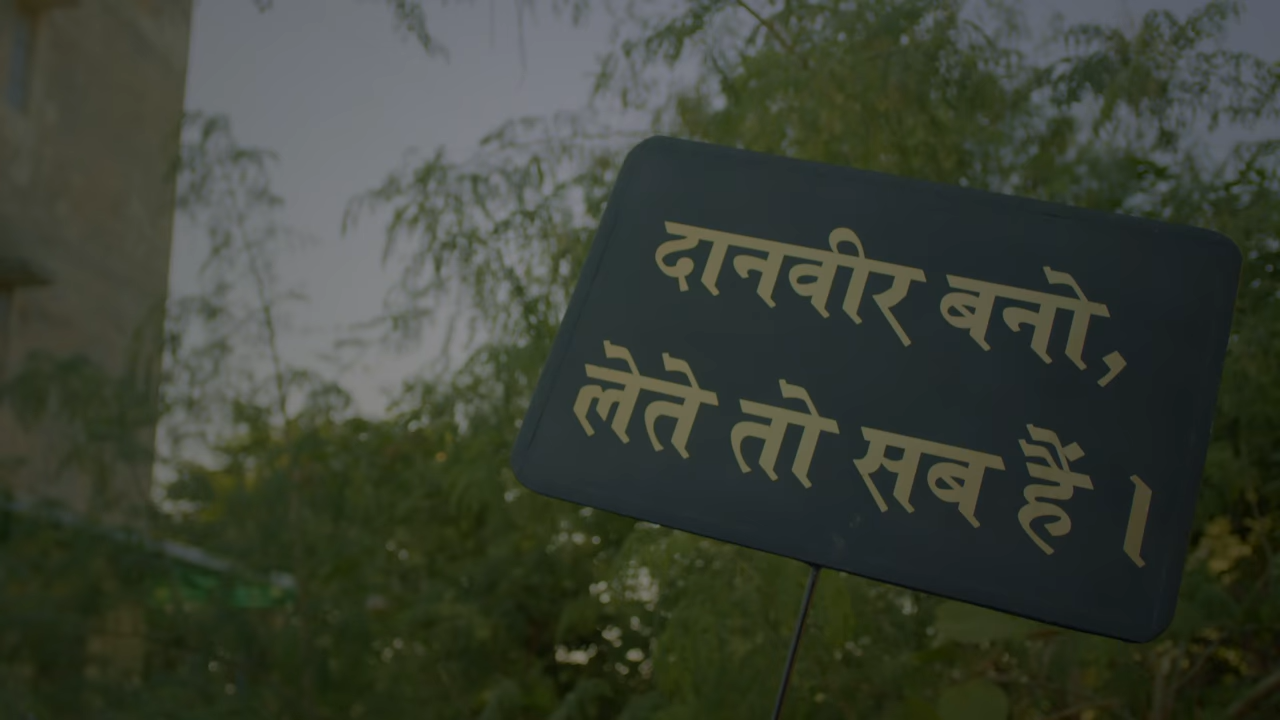 दानवीर बनो,
लेते तो सब हैं ।